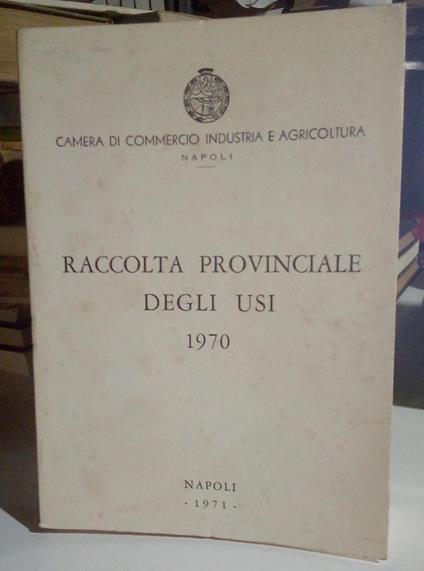 CAMERA DI COMMERCIO INDUSTRIA E AGRICOLTURA
NAPOLI
RACCOLTA PROVINCIALE
DEGLI USI
1970
NAPOLI
- 1971 -